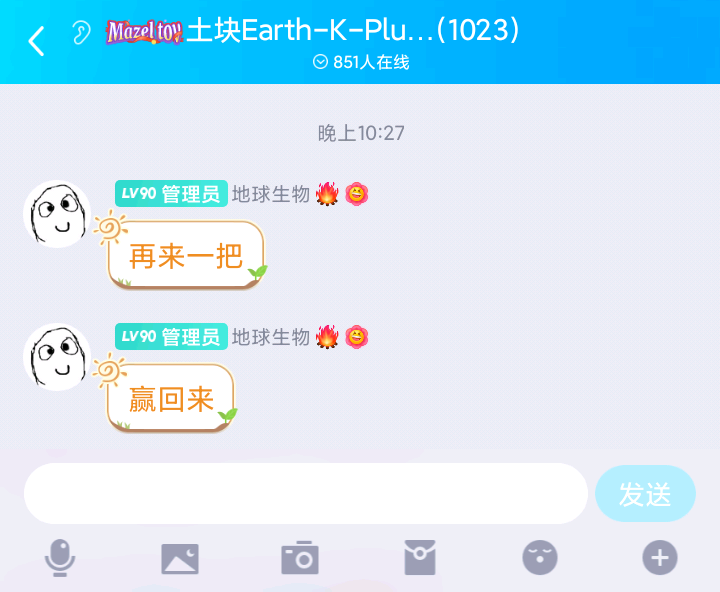 Mazel toy 土块Earth-K-Plu...(1023)
851人在线
晚上10:27
LV90 管理员 地球生物
再来一把
LV90 管理员 地球生物
赢回来
发送